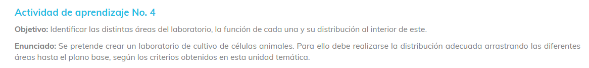 Actividad de aprendizaje No. 4
Objetivo: Identificar las distintas áreas del laboratorio, la función de cada una y su distribución al interior de este.
Enunciado: Se pretende crear un laboratorio de cultivo de células animales. Para ello debe realizarse la distribución adecuada arrastrando las diferentes
áreas hasta el plano base, según los criterios obtenidos en esta unidad temática.